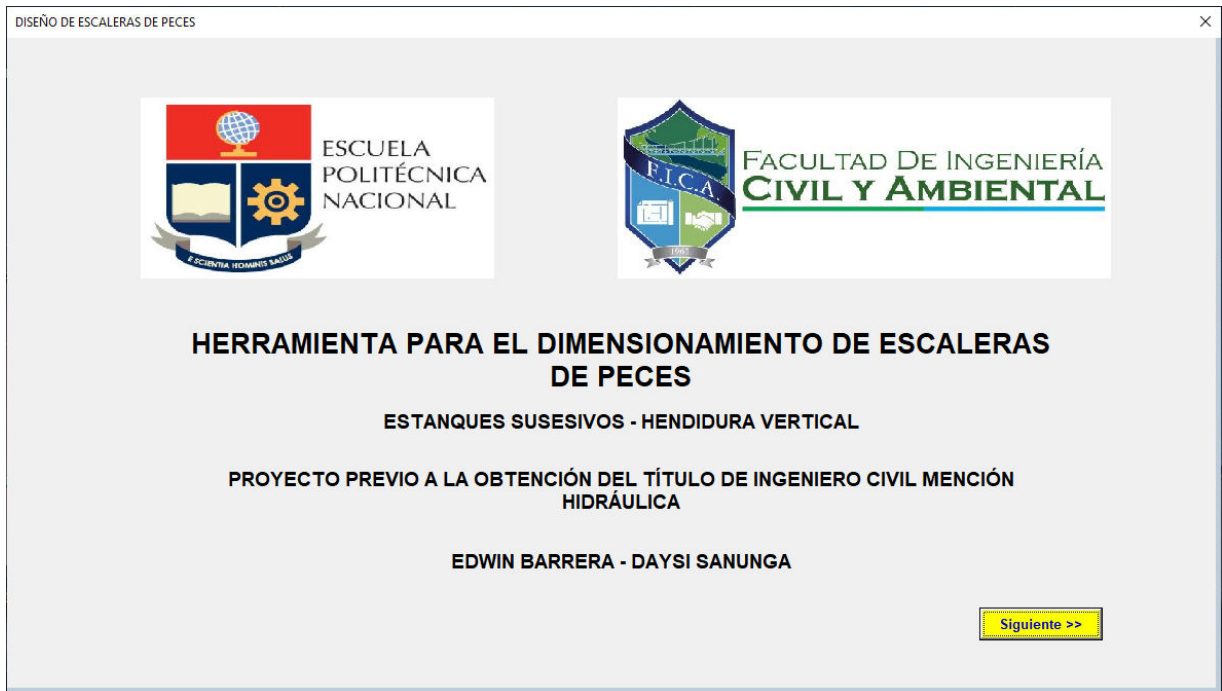 DISEÑO DE ESCALERAS DE PECES
ESCUELA
POLITÉCNICA
NACIONAL
E SCIENTIA HOMINIS SALUS
F.I.C.A.
1967
FACULTAD DE INGENIERÍA
CIVIL Y AMBIENTAL
HERRAMIENTA PARA EL DIMENSIONAMIENTO DE ESCALERAS
DE PECES
ESTANQUES SUSESIVOS - HENDIDURA VERTICAL
PROYECTO PREVIO A LA OBTENCIÓN DEL TÍTULO DE INGENIERO CIVIL MENCIÓN
HIDRÁULICA
EDWIN BARRERA - DAYSI SANUNGA
Siguiente >>